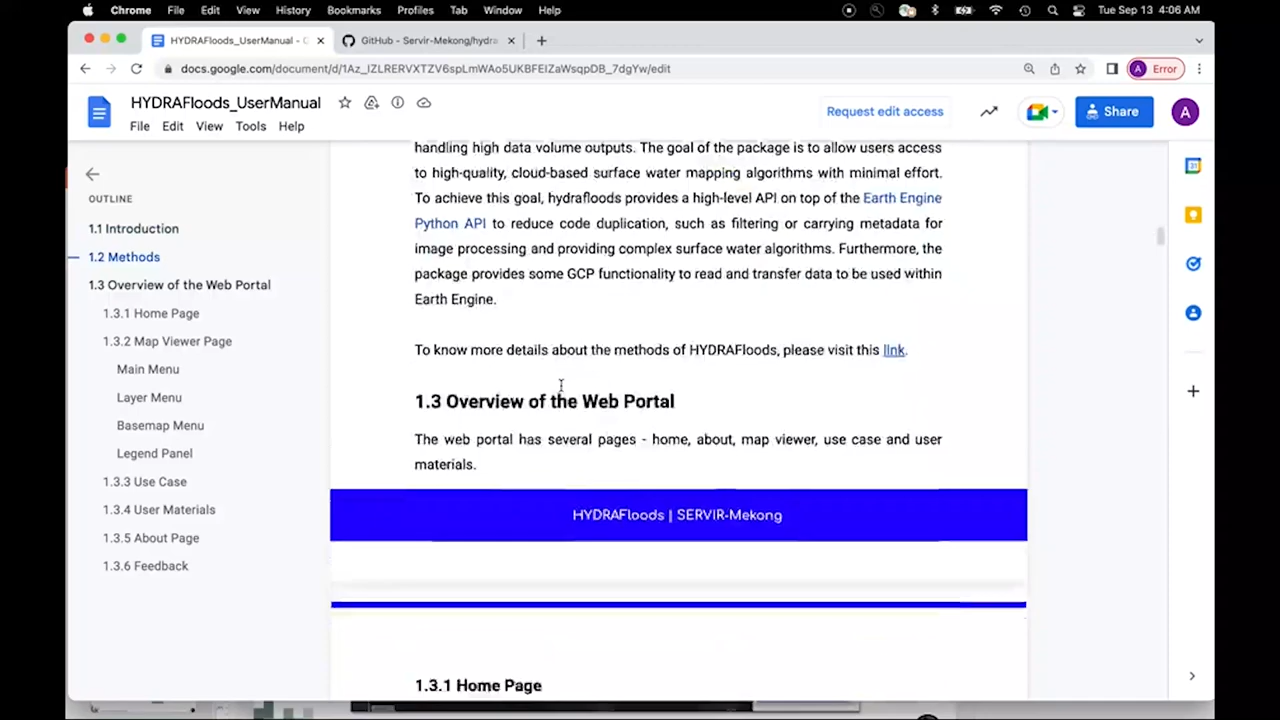 Chrome File Edit View History Bookmarks Profiles Tab Window Help Tue Sep 13 4:06 AM
HYDRAFloods_UserManual - G GitHub - Servir-Mekong/hydra
docs.google.com/document/d/1Az_IZLRERVXTZV6spLmWAo5UKBFEIZaWsqpDB_7dgYw/edit A Error
HYDRAFloods_UserManual
Request edit access Share A
File Edit View Tools Help
OUTLINE
1.1 Introduction
1.2 Methods
1.3 Overview of the Web Portal
1.3.1 Home Page
1.3.2 Map Viewer Page
Main Menu
Layer Menu
Basemap Menu
Legend Panel
1.3.3 Use Case
1.3.4 User Materials
1.3.5 About Page
1.3.6 Feedback
handling high data volume outputs. The goal of the package is to allow users access
to high-quality, cloud-based surface water mapping algorithms with minimal effort.
To achieve this goal, hydrafloods provides a high-level API on top of the Earth Engine
Python API to reduce code duplication, such as filtering or carrying metadata for
image processing and providing complex surface water algorithms. Furthermore, the
package provides some GCP functionality to read and transfer data to be used within
Earth Engine.
To know more details about the methods of HYDRAFloods, please visit this link.
1.3 Overview of the Web Portal
The web portal has several pages - home, about, map viewer, use case and user
materials.
HYDRAFloods | SERVIR-Mekong
1.3.1 Home Page